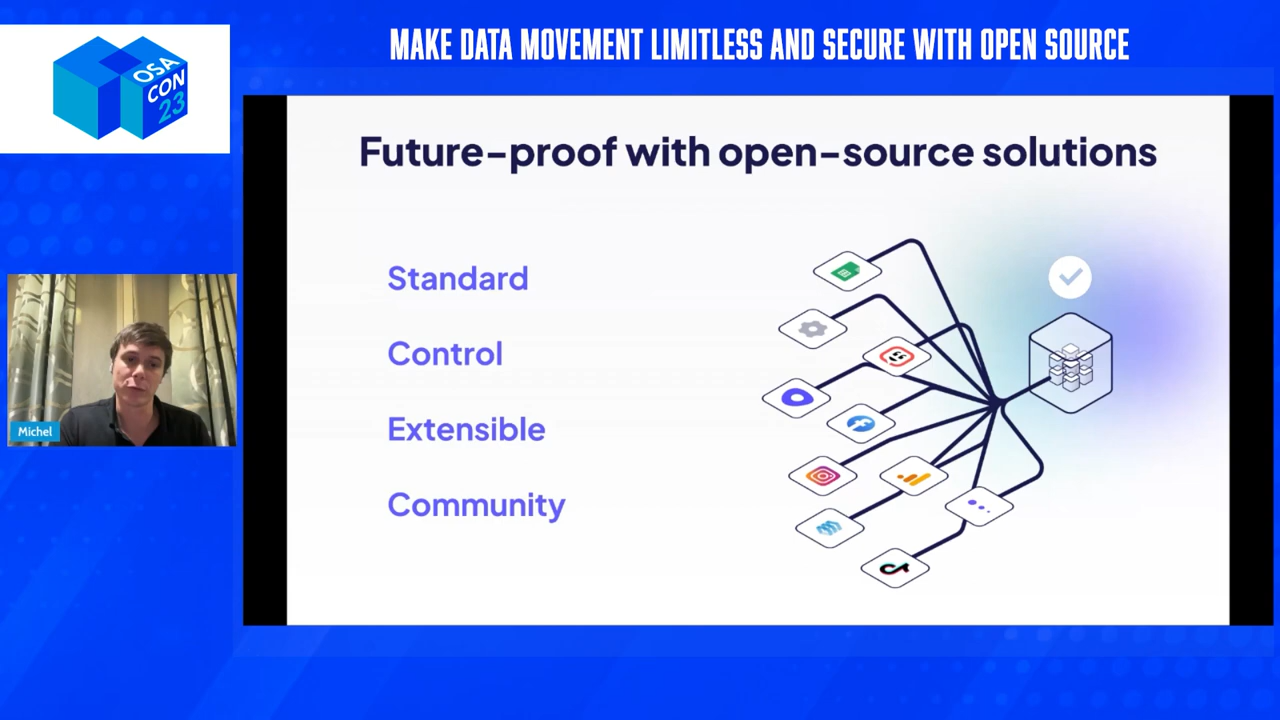 MAKE DATA MOVEMENT LIMITLESS AND SECURE WITH OPEN SOURCE
OSA
CON
23
Future-proof with open-source solutions
Standard
Control
Extensible
Community
Michel